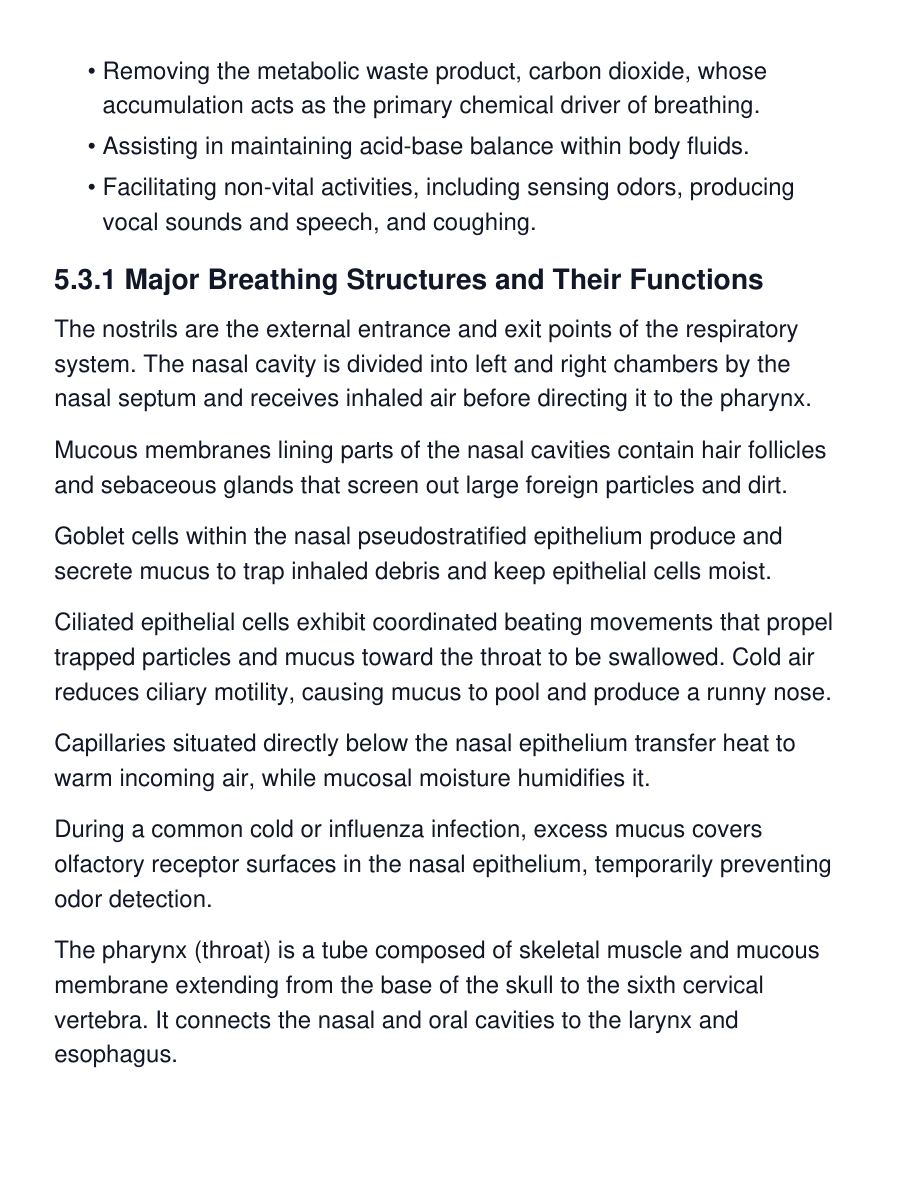 • Removing the metabolic waste product, carbon dioxide, whose
accumulation acts as the primary chemical driver of breathing.
• Assisting in maintaining acid-base balance within body fluids.
• Facilitating non-vital activities, including sensing odors, producing
vocal sounds and speech, and coughing.
5.3.1 Major Breathing Structures and Their Functions
The nostrils are the external entrance and exit points of the respiratory
system. The nasal cavity is divided into left and right chambers by the
nasal septum and receives inhaled air before directing it to the pharynx.
Mucous membranes lining parts of the nasal cavities contain hair follicles
and sebaceous glands that screen out large foreign particles and dirt.
Goblet cells within the nasal pseudostratified epithelium produce and
secrete mucus to trap inhaled debris and keep epithelial cells moist.
Ciliated epithelial cells exhibit coordinated beating movements that propel
trapped particles and mucus toward the throat to be swallowed. Cold air
reduces ciliary motility, causing mucus to pool and produce a runny nose.
Capillaries situated directly below the nasal epithelium transfer heat to
warm incoming air, while mucosal moisture humidifies it.
During a common cold or influenza infection, excess mucus covers
olfactory receptor surfaces in the nasal epithelium, temporarily preventing
odor detection.
The pharynx (throat) is a tube composed of skeletal muscle and mucous
membrane extending from the base of the skull to the sixth cervical
vertebra. It connects the nasal and oral cavities to the larynx and
esophagus.